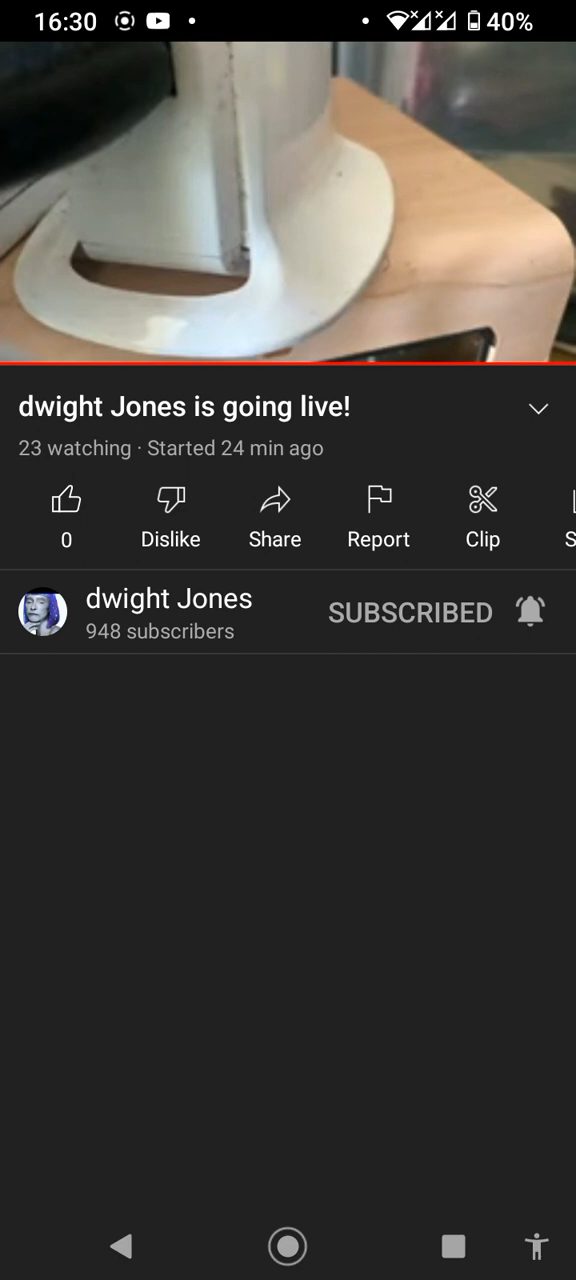 16:30 40%
dwight Jones is going live!
23 watching · Started 24 min ago
0 Dislike Share Report Clip S
dwight Jones SUBSCRIBED
948 subscribers